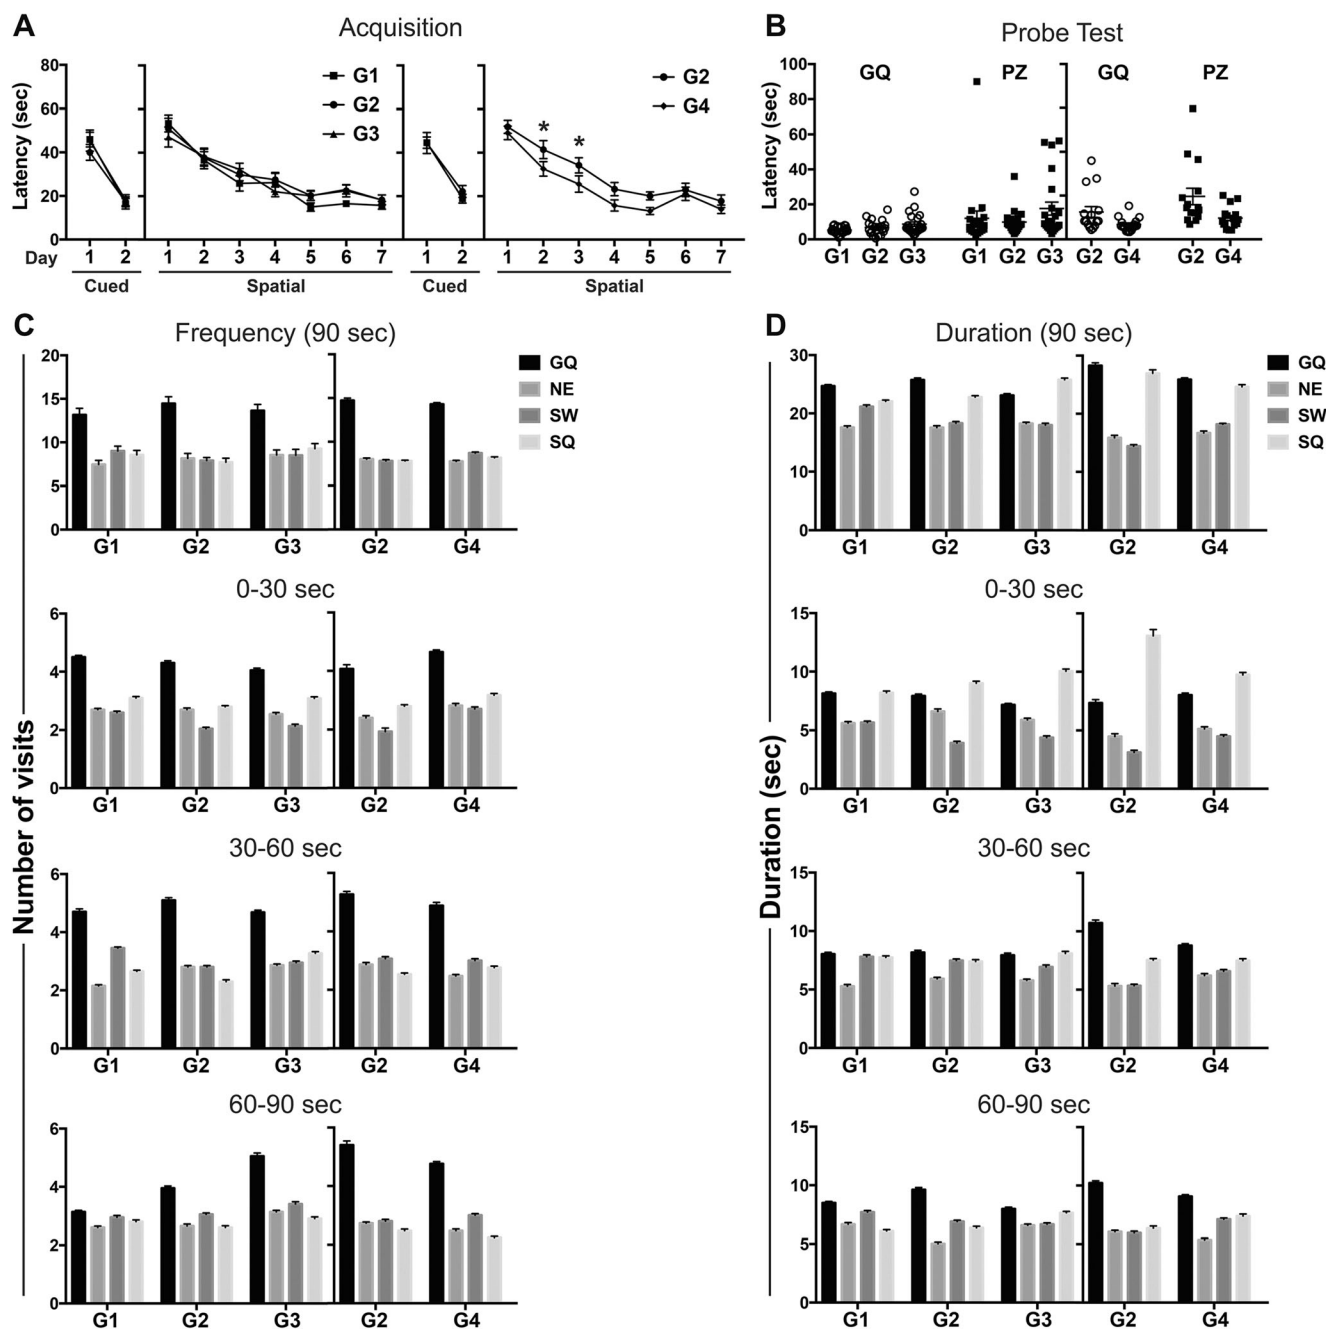 A
Acquisition
Latency (sec)
80
60
40
20
0
G1
G2
G3
G2
G4
*
*
Day
1 2 1 2 3 4 5 6 7 1 2 1 2 3 4 5 6 7
Cued Spatial Cued Spatial
B
Probe Test
Latency (sec)
100
80
60
40
20
0
GQ PZ GQ PZ
G1 G2 G3 G1 G2 G3 G2 G4 G2 G4
C
Number of visits
Frequency (90 sec)
20
15
10
5
0
GQ
NE
SW
SQ
G1 G2 G3 G2 G4
0-30 sec
6
4
2
0
G1 G2 G3 G2 G4
30-60 sec
6
4
2
0
G1 G2 G3 G2 G4
60-90 sec
6
4
2
0
G1 G2 G3 G2 G4
D
Duration (sec)
Duration (90 sec)
30
20
10
0
GQ
NE
SW
SQ
G1 G2 G3 G2 G4
0-30 sec
15
10
5
0
G1 G2 G3 G2 G4
30-60 sec
15
10
5
0
G1 G2 G3 G2 G4
60-90 sec
15
10
5
0
G1 G2 G3 G2 G4